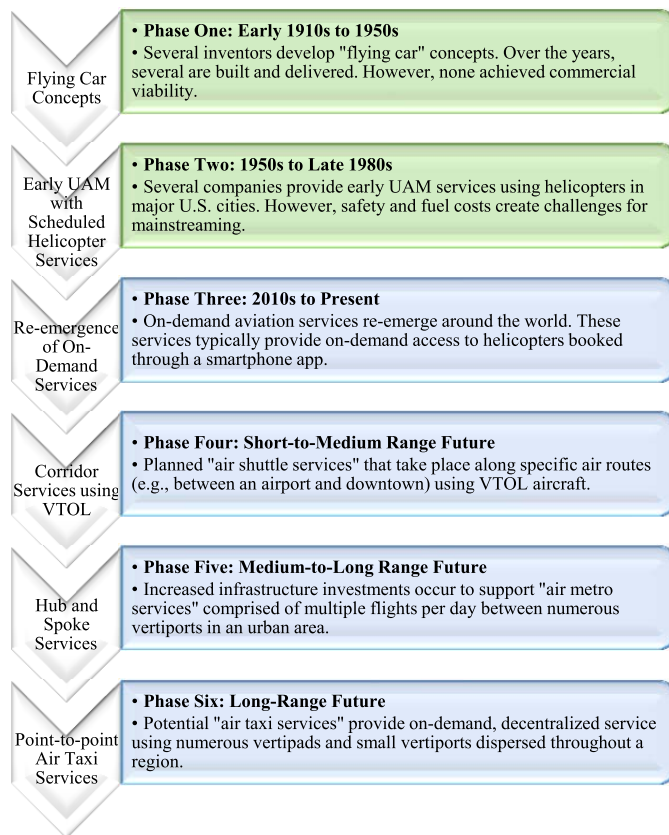 Flying Car
Concepts
• Phase One: Early 1910s to 1950s
• Several inventors develop "flying car" concepts. Over the years,
several are built and delivered. However, none achieved commercial
viability.
Early UAM
with
Scheduled
Helicopter
Services
• Phase Two: 1950s to Late 1980s
• Several companies provide early UAM services using helicopters in
major U.S. cities. However, safety and fuel costs create challenges for
mainstreaming.
Re-emergence
of On-
Demand
Services
• Phase Three: 2010s to Present
• On-demand aviation services re-emerge around the world. These
services typically provide on-demand access to helicopters booked
through a smartphone app.
Corridor
Services using
VTOL
• Phase Four: Short-to-Medium Range Future
• Planned "air shuttle services" that take place along specific air routes
(e.g., between an airport and downtown) using VTOL aircraft.
Hub and
Spoke
Services
• Phase Five: Medium-to-Long Range Future
• Increased infrastructure investments occur to support "air metro
services" comprised of multiple flights per day between numerous
vertiports in an urban area.
Point-to-point
Air Taxi
Services
• Phase Six: Long-Range Future
• Potential "air taxi services" provide on-demand, decentralized service
using numerous vertipads and small vertiports dispersed throughout a
region.